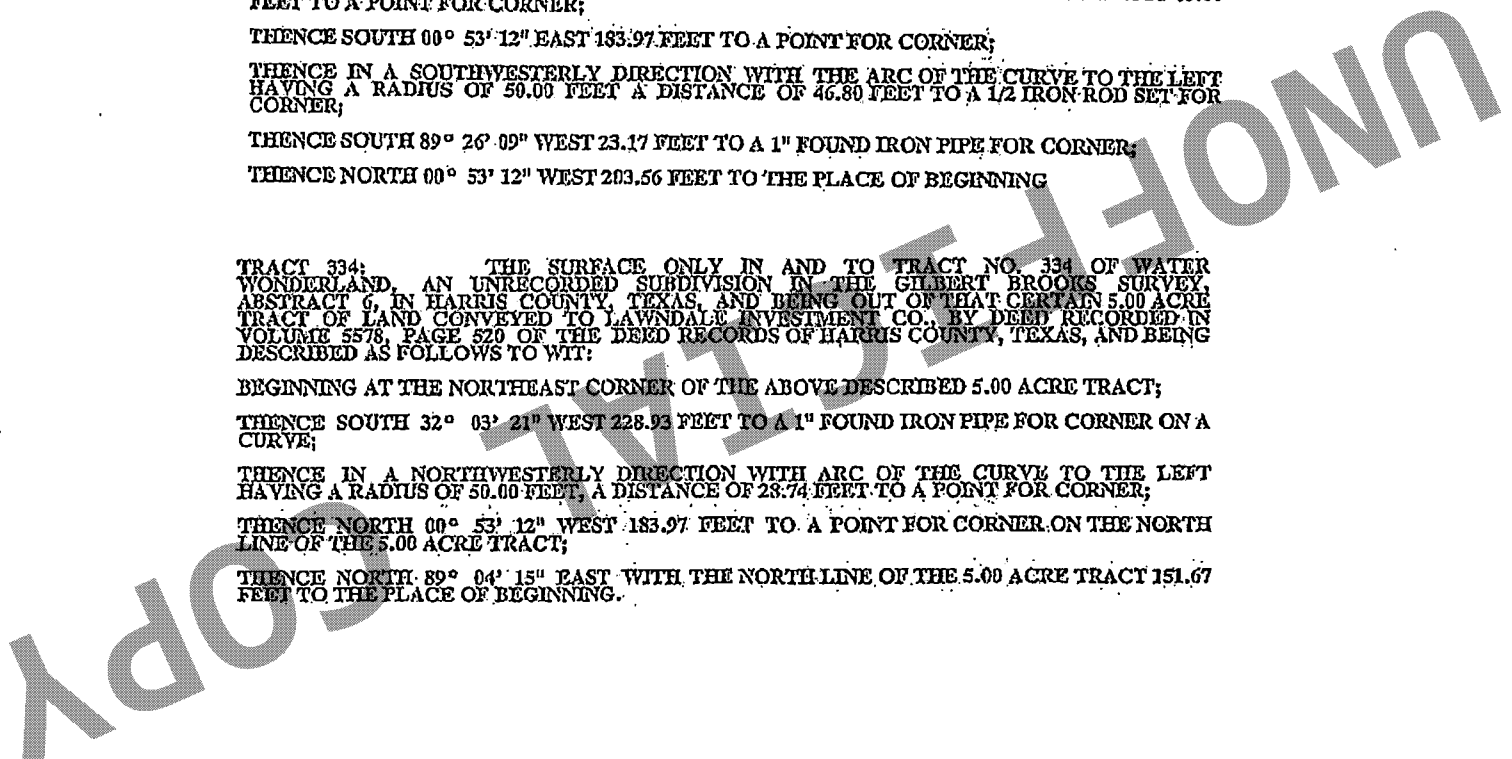 FEET TO A POINT FOR CORNER;
THENCE SOUTH 00° 53' 12" EAST 183.97 FEET TO A POINT FOR CORNER;
THENCE IN A SOUTHWESTERLY DIRECTION WITH THE ARC OF THE CURVE TO THE LEFT
HAVING A RADIUS OF 50.00 FEET A DISTANCE OF 46.80 FEET TO A 1/2 IRON ROD SET FOR
CORNER;
THENCE SOUTH 89° 26' 09" WEST 23.17 FEET TO A 1" FOUND IRON PIPE FOR CORNER;
THENCE NORTH 00° 53' 12" WEST 203.56 FEET TO THE PLACE OF BEGINNING
TRACT 334: THE SURFACE ONLY IN AND TO TRACT NO. 334 OF WATER
WONDERLAND, AN UNRECORDED SUBDIVISION IN THE GILBERT BROOKS SURVEY,
ABSTRACT 6, IN HARRIS COUNTY, TEXAS, AND BEING OUT OF THAT CERTAIN 5.00 ACRE
TRACT OF LAND CONVEYED TO LAWNDALE INVESTMENT CO., BY DEED RECORDED IN
VOLUME 5578, PAGE 520 OF THE DEED RECORDS OF HARRIS COUNTY, TEXAS, AND BEING
DESCRIBED AS FOLLOWS TO WIT:
BEGINNING AT THE NORTHEAST CORNER OF THE ABOVE DESCRIBED 5.00 ACRE TRACT;
THENCE SOUTH 32° 03' 21" WEST 228.93 FEET TO A 1" FOUND IRON PIPE FOR CORNER ON A
CURVE;
THENCE IN A NORTHWESTERLY DIRECTION WITH ARC OF THE CURVE TO THE LEFT
HAVING A RADIUS OF 50.00 FEET, A DISTANCE OF 28.74 FEET TO A POINT FOR CORNER;
THENCE NORTH 00° 53' 12" WEST 183.97 FEET TO A POINT FOR CORNER ON THE NORTH
LINE OF THE 5.00 ACRE TRACT;
THENCE NORTH 89° 04' 15" EAST WITH THE NORTH LINE OF THE 5.00 ACRE TRACT 151.67
FEET TO THE PLACE OF BEGINNING.
UNOFFICIAL COPY